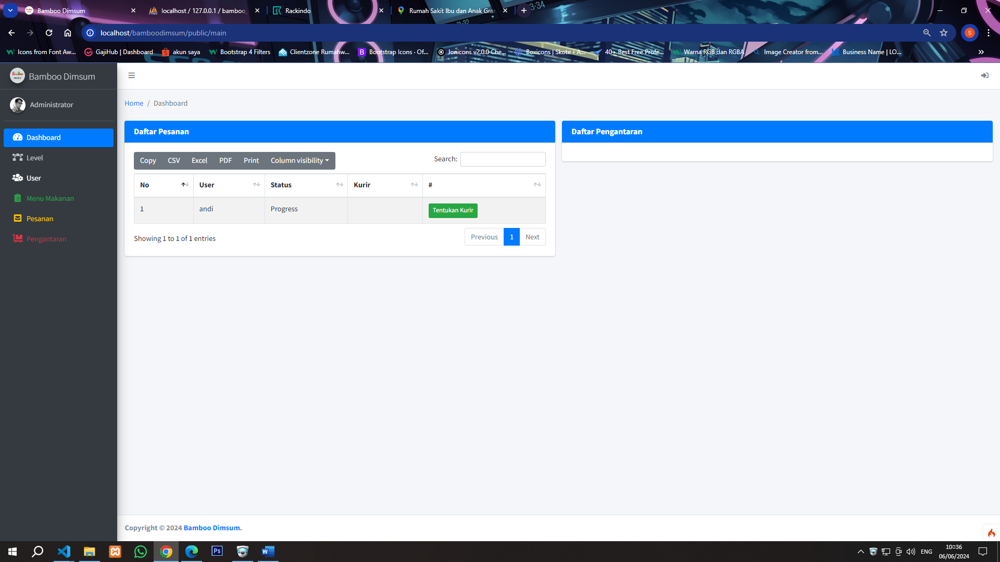 Bamboo Dimsum
localhost / 127.0.0.1 / bamboo_
Rackindo
Rumah Sakit Ibu dan Anak Gra
localhost/bamboodimsum/public/main
S
Icons from Font Aw...
GajiHub | Dashboard
akun saya
Bootstrap 4 Filters
Clientzone Rumahw...
Bootstrap Icons · Of...
Ionicons v2.0.0 Che...
Boxicons | Skote - A...
40+ Best Free Profe...
Warna RGB dan RGBA
Image Creator from...
Business Name | LO...
Bamboo Dimsum
Administrator
Dashboard
Level
User
Menu Makanan
Pesanan
Pengantaran
Home / Dashboard
Daftar Pesanan
Copy CSV Excel PDF Print Column visibility
Search:
No User Status Kurir #
1 andi Progress Tentukan Kurir
Showing 1 to 1 of 1 entries
Previous 1 Next
Daftar Pengantaran
Copyright © 2024 Bamboo Dimsum.
Ps
ENG
10:36
06/06/2024